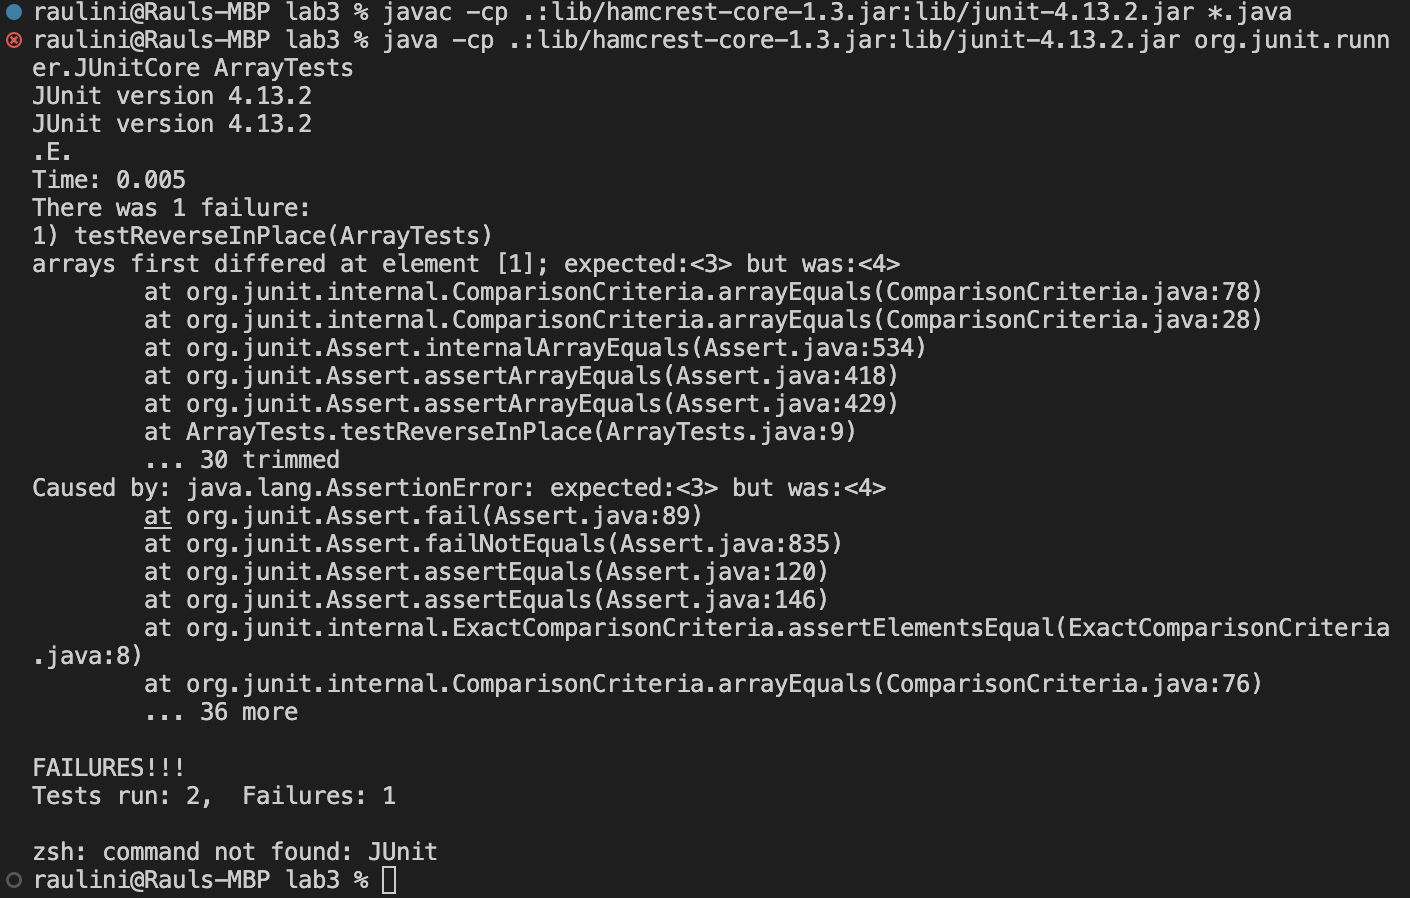 raulini@Rauls-MBP lab3 % javac -cp .:lib/hamcrest-core-1.3.jar:lib/junit-4.13.2.jar *.java
raulini@Rauls-MBP lab3 % java -cp .:lib/hamcrest-core-1.3.jar:lib/junit-4.13.2.jar org.junit.runn
er.JUnitCore ArrayTests
JUnit version 4.13.2
JUnit version 4.13.2
.E.
Time: 0.005
There was 1 failure:
1) testReverseInPlace(ArrayTests)
arrays first differed at element [1]; expected:<3> but was:<4>
        at org.junit.internal.ComparisonCriteria.arrayEquals(ComparisonCriteria.java:78)
        at org.junit.internal.ComparisonCriteria.arrayEquals(ComparisonCriteria.java:28)
        at org.junit.Assert.internalArrayEquals(Assert.java:534)
        at org.junit.Assert.assertArrayEquals(Assert.java:418)
        at org.junit.Assert.assertArrayEquals(Assert.java:429)
        at ArrayTests.testReverseInPlace(ArrayTests.java:9)
        ... 30 trimmed
Caused by: java.lang.AssertionError: expected:<3> but was:<4>
        at org.junit.Assert.fail(Assert.java:89)
        at org.junit.Assert.failNotEquals(Assert.java:835)
        at org.junit.Assert.assertEquals(Assert.java:120)
        at org.junit.Assert.assertEquals(Assert.java:146)
        at org.junit.internal.ExactComparisonCriteria.assertElementsEqual(ExactComparisonCriteria
.java:8)
        at org.junit.internal.ComparisonCriteria.arrayEquals(ComparisonCriteria.java:76)
        ... 36 more

FAILURES!!!
Tests run: 2,  Failures: 1

zsh: command not found: JUnit
raulini@Rauls-MBP lab3 %